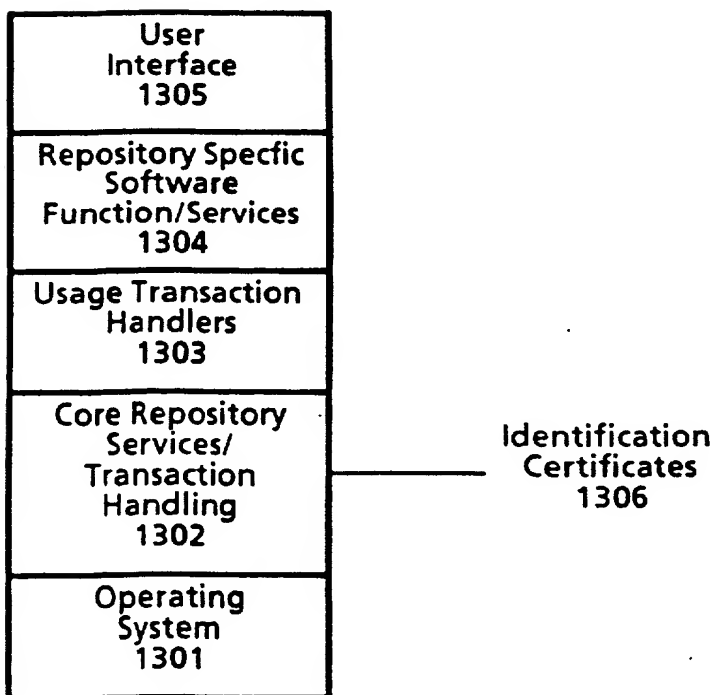 User
Interface
1305
Repository Specfic
Software
Function/Services
1304
Usage Transaction
Handlers
1303
Core Repository
Services/
Transaction
Handling
1302
Identification
Certificates
1306
Operating
System
1301